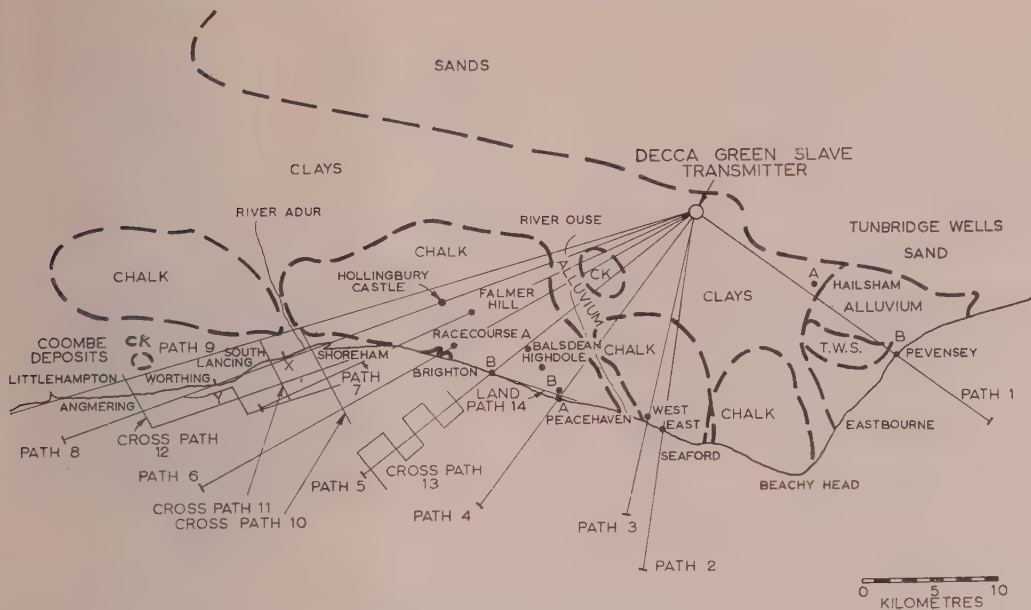 SANDS
DECCA GREEN SLAVE
TRANSMITTER
CLAYS
RIVER ADUR
RIVER OUSE
TUNBRIDGE WELLS
SAND
CHALK
CHALK
HOLLINGBURY
CASTLE
FALMER
HILL
ALLUVIUM
CK
CLAYS
A
HAILSHAM
ALLUVIUM
T.W.S.
B
PEVENSEY
COOMBE
DEPOSITS
CK
PATH 9
SOUTH
LANCING
X
SHOREHAM
RACECOURSE
A
BALSDEAN
HIGHDOLE
CHALK
LITTLEHAMPTON
WORTHING
ANGMERING
Y
PATH
7
BRIGHTON
B
LAND
PATH 14
B
A
PEACEHAVEN
WEST
EAST
CHALK
PATH 1
EASTBOURNE
SEAFORD
BEACHY HEAD
PATH 8
CROSS PATH
12
PATH 6
CROSS PATH 11
CROSS PATH 10
PATH 5
CROSS PATH
13
PATH 4
PATH 3
PATH 2
0 5 10
KILOMETRES